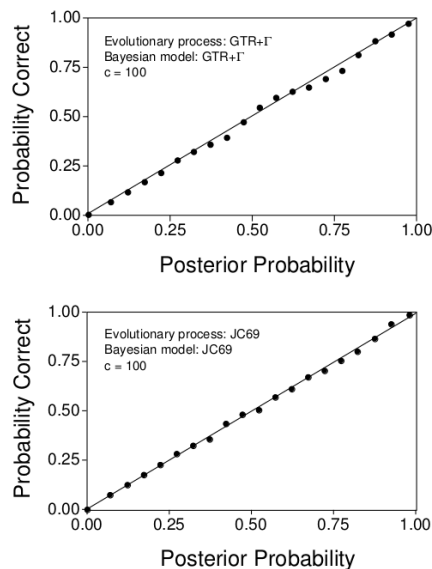 1.00
Evolutionary process: GTR+Γ
Bayesian model: GTR+Γ
c = 100
0.75
0.50
0.25
0.00
Probability Correct
0.00 0.25 0.50 0.75 1.00
Posterior Probability
1.00
Evolutionary process: JC69
Bayesian model: JC69
c = 100
0.75
0.50
0.25
0.00
Probability Correct
0.00 0.25 0.50 0.75 1.00
Posterior Probability